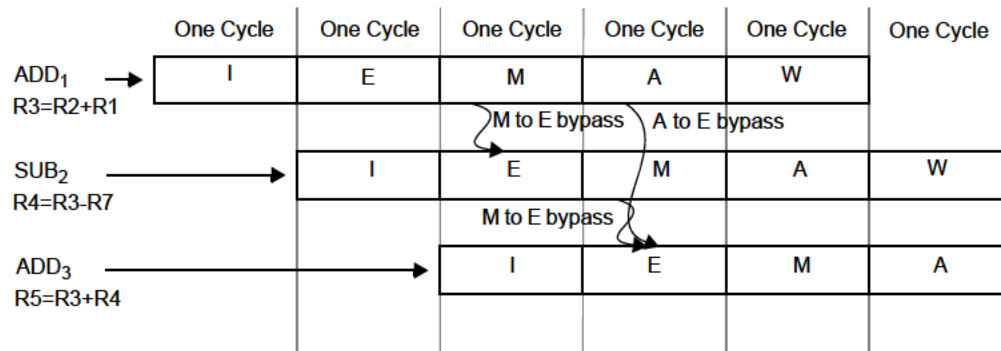 One Cycle One Cycle One Cycle One Cycle One Cycle One Cycle
ADD1
R3=R2+R1
I E M A W
M to E bypass A to E bypass
SUB2
R4=R3-R7
I E M A W
M to E bypass
ADD3
R5=R3+R4
I E M A